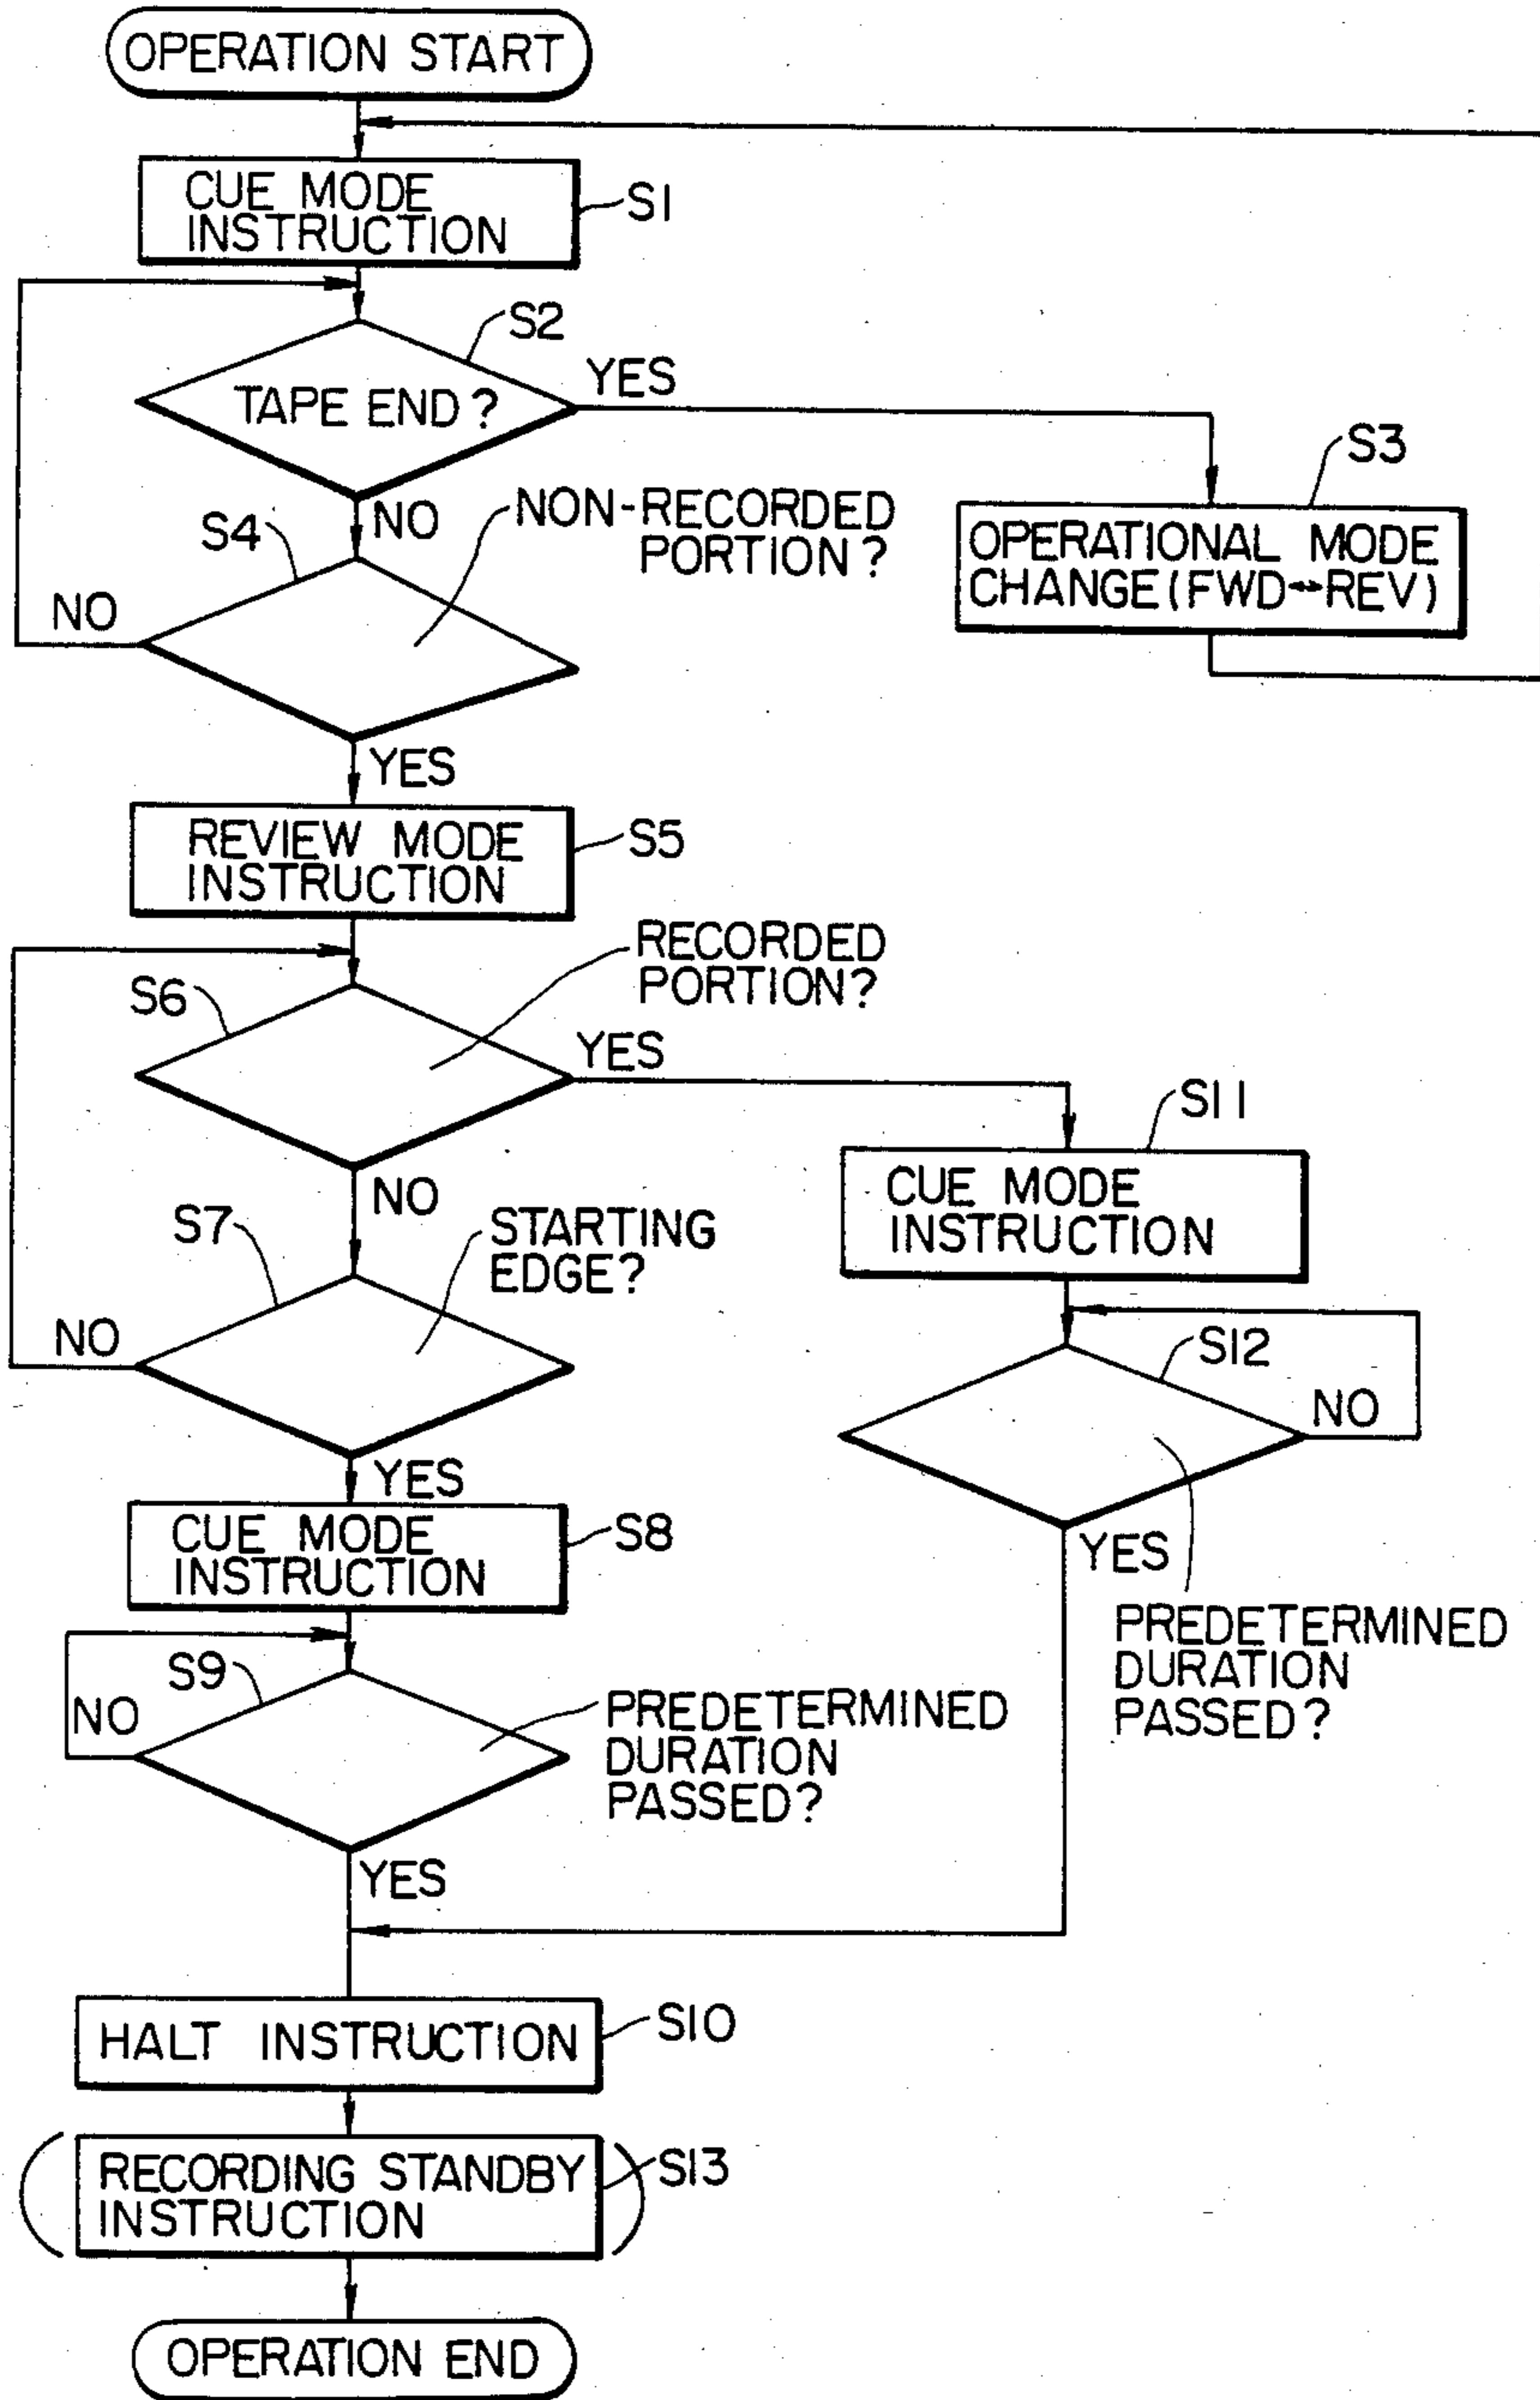 OPERATION START
CUE MODE
INSTRUCTION
S1
S2
TAPE END?
YES
NO
S3
OPERATIONAL MODE
CHANGE (FWD↔REV)
S4
NON-RECORDED
PORTION?
NO
YES
REVIEW MODE
INSTRUCTION
S5
RECORDED
PORTION?
S6
YES
NO
S11
CUE MODE
INSTRUCTION
S7
STARTING
EDGE?
NO
YES
S12
NO
YES
PREDETERMINED
DURATION
PASSED?
CUE MODE
INSTRUCTION
S8
S9
NO
PREDETERMINED
DURATION
PASSED?
YES
HALT INSTRUCTION
S10
RECORDING STANDBY
INSTRUCTION
S13
OPERATION END